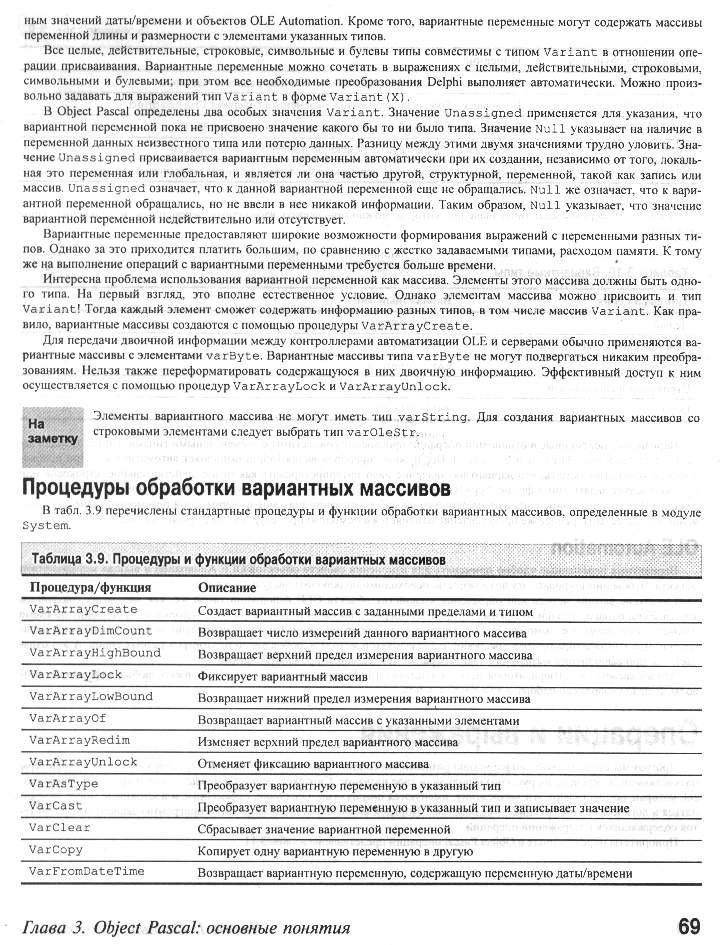 ным значений даты/времени и объектов OLE Automation. Кроме того, вариантные переменные могут содержать массивы
переменной длины и размерности с элементами указанных типов.
Все целые, действительные, строковые, символьные и булевы типы совместимы с типом Variant в отношении опе-
рации присваивания. Вариантные переменные можно сочетать в выражениях с целыми, действительными, строковыми,
символьными и булевыми; при этом все необходимые преобразования Delphi выполняет автоматически. Можно произ-
вольно задавать для выражений тип Variant в форме Variant(X).
В Object Pascal определены два особых значения Variant. Значение Unassigned применяется для указания, что
вариантной переменной пока не присвоено значение какого бы то ни было типа. Значение Null указывает на наличие в
переменной данных неизвестного типа или потерю данных. Разницу между этими двумя значениями трудно уловить. Зна-
чение Unassigned присваивается вариантным переменным автоматически при их создании, независимо от того, локаль-
ная это переменная или глобальная, и является ли она частью другой, структурной, переменной, такой как запись или
массив. Unassigned означает, что к данной вариантной переменной еще не обращались. Null же означает, что к вари-
антной переменной обращались, но не ввели в нее никакой информации. Таким образом, Null указывает, что значение
вариантной переменной недействительно или отсутствует.
Вариантные переменные предоставляют широкие возможности формирования выражений с переменными разных ти-
пов. Однако за это приходится платить большим, по сравнению с жестко задаваемыми типами, расходом памяти. К тому
же на выполнение операций с вариантными переменными требуется больше времени.
Интересна проблема использования вариантной переменной как массива. Элементы этого массива должны быть одно-
го типа. На первый взгляд, это вполне естественное условие. Однако элементам массива можно присвоить и тип
Variant! Тогда каждый элемент сможет содержать информацию разных типов, в том числе массив Variant. Как пра-
вило, вариантные массивы создаются с помощью процедуры VarArrayCreate.
Для передачи двоичной информации между контроллерами автоматизации OLE и серверами обычно применяются ва-
риантные массивы с элементами varByte. Вариантные массивы типа varByte не могут подвергаться никаким преобра-
зованиям. Нельзя также переформатировать содержащуюся в них двоичную информацию. Эффективный доступ к ним
осуществляется с помощью процедур VarArrayLock и VarArrayUnlock.
На
заметку
Элементы вариантного массива не могут иметь тип varString. Для создания вариантных массивов со
строковыми элементами следует выбрать тип varOleStr.
Процедуры обработки вариантных массивов
В табл. 3.9 перечислены стандартные процедуры и функции обработки вариантных массивов, определенные в модуле
System.
Таблица 3.9. Процедуры и функции обработки вариантных массивов
Процедура/функция Описание
VarArrayCreate Создает вариантный массив с заданными пределами и типом
VarArrayDimCount Возвращает число измерений данного вариантного массива
VarArrayHighBound Возвращает верхний предел измерения вариантного массива
VarArrayLock Фиксирует вариантный массив
VarArrayLowBound Возвращает нижний предел измерения вариантного массива
VarArrayOf Возвращает вариантный массив с указанными элементами
VarArrayRedim Изменяет верхний предел вариантного массива
VarArrayUnlock Отменяет фиксацию вариантного массива
VarAsType Преобразует вариантную переменную в указанный тип
VarCast Преобразует вариантную переменную в указанный тип и записывает значение
VarClear Сбрасывает значение вариантной переменной
VarCopy Копирует одну вариантную переменную в другую
VarFromDateTime Возвращает вариантную переменную, содержащую переменную даты/времени
Глава 3. Object Pascal: основные понятия 69